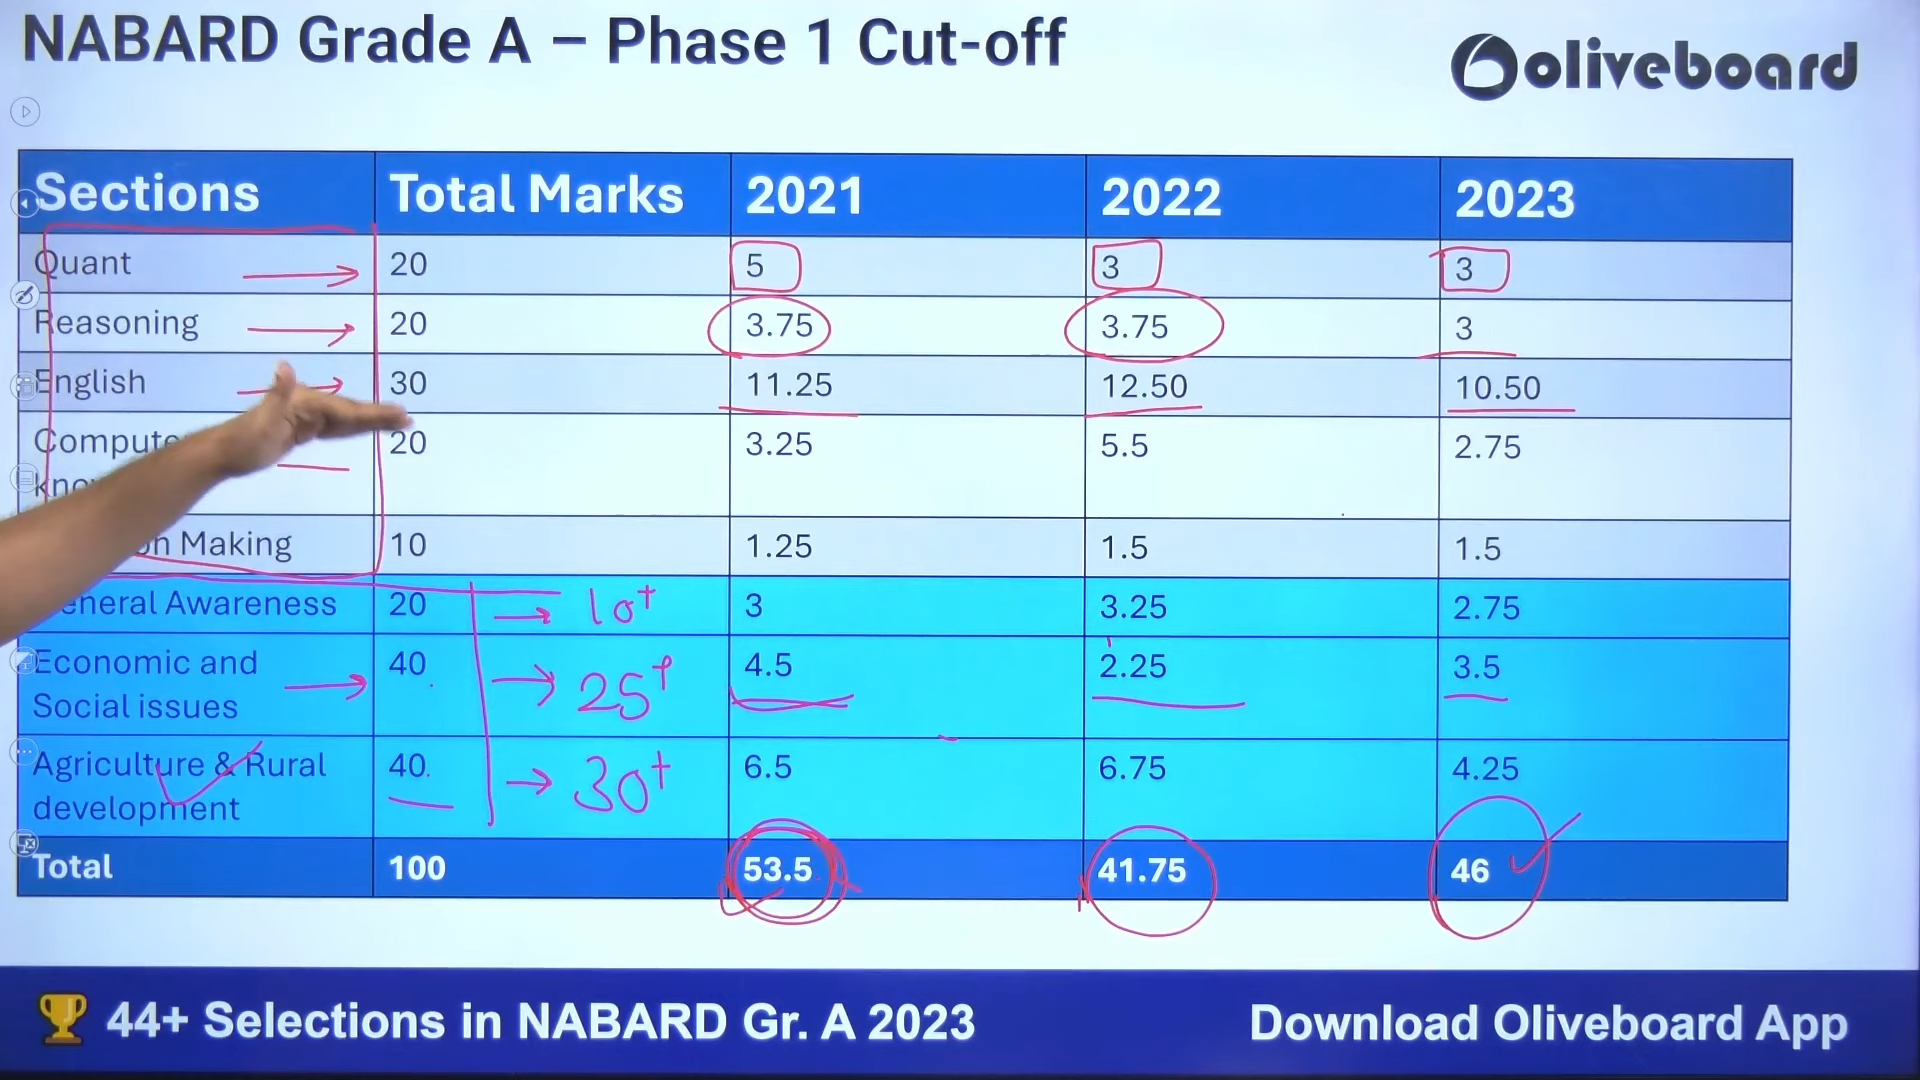 NABARD Grade A – Phase 1 Cut-off
oliveboard
Sections Total Marks 2021 2022 2023
Quant 20 5 3 3
Reasoning 20 3.75 3.75 3
English 30 11.25 12.50 10.50
20 3.25 5.5 2.75
Making 10 1.25 1.5 1.5
General Awareness 20 → 10+ 3 3.25 2.75
Economic and
Social issues 40 → 25+ 4.5 2.25 3.5
Agriculture & Rural
development 40 → 30+ 6.5 6.75 4.25
Total 100 53.5 41.75 46
44+ Selections in NABARD Gr. A 2023
Download Oliveboard App